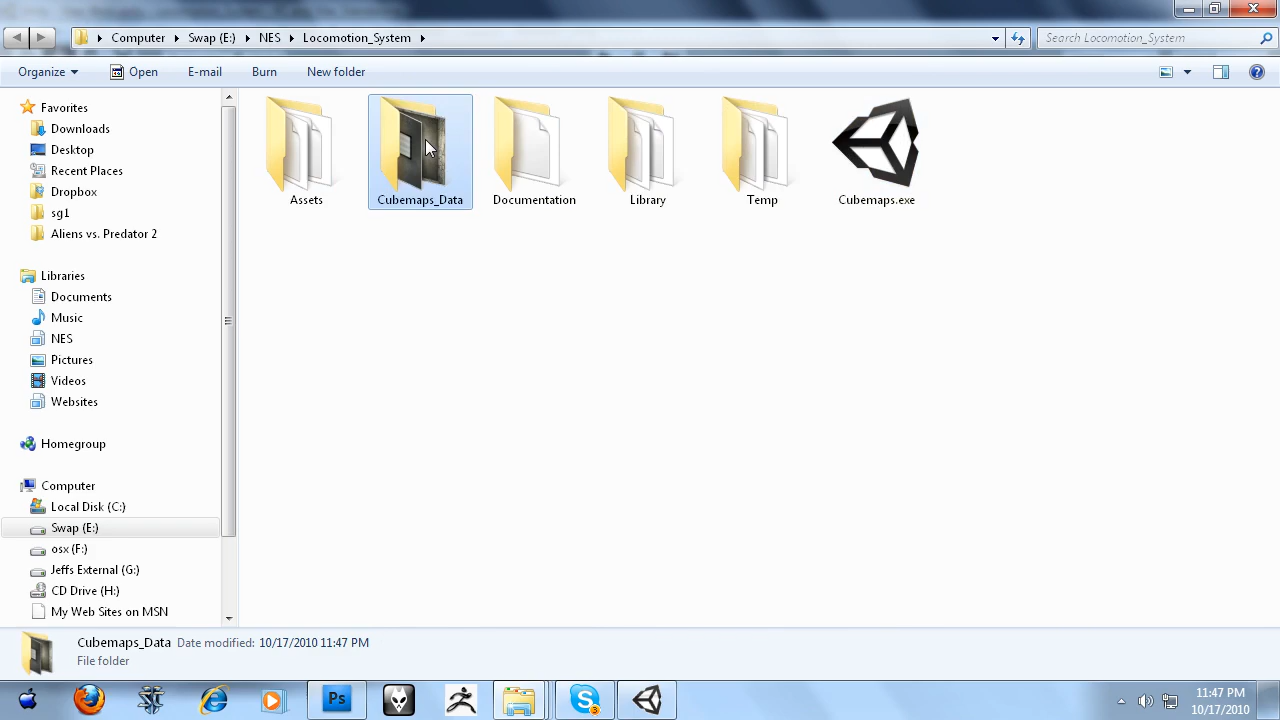 Computer Swap (E:) NES Locomotion_System
Search Locomotion_System
Organize Open E-mail Burn New folder
Favorites
Downloads
Desktop
Recent Places
Dropbox
sg1
Aliens vs. Predator 2
Libraries
Documents
Music
NES
Pictures
Videos
Websites
Homegroup
Computer
Local Disk (C:)
Swap (E:)
osx (F:)
Jeffs External (G:)
CD Drive (H:)
My Web Sites on MSN
Assets
Cubemaps_Data
Documentation
Library
Temp
Cubemaps.exe
Cubemaps_Data Date modified: 10/17/2010 11:47 PM
File folder
Ps
11:47 PM
10/17/2010